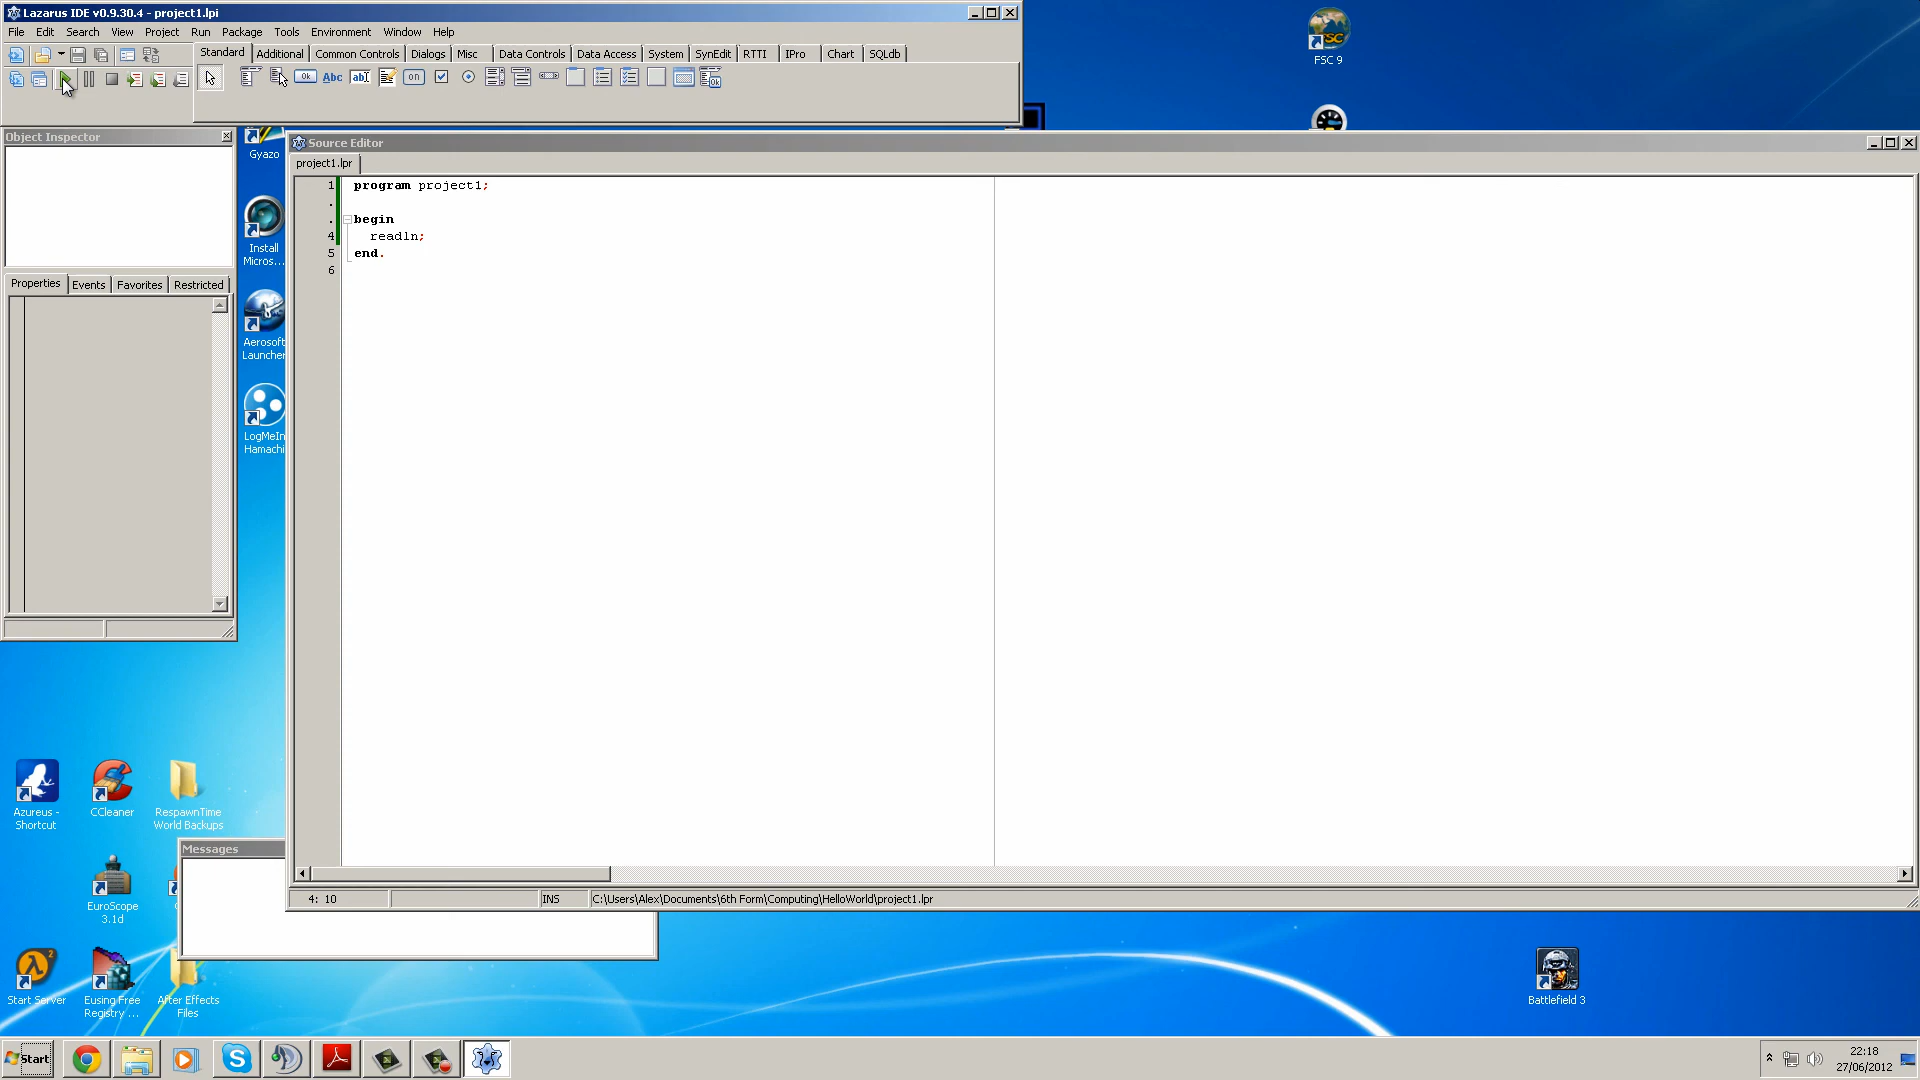 Lazarus IDE v0.9.30.4 - project1.lpi
File Edit Search View Project Run Package Tools Environment Window Help
Standard Additional Common Controls Dialogs Misc Data Controls Data Access System SynEdit RTTI IPro Chart SQLdb
Ok Abc abI on
FSC 9
Object Inspector
Gyazo
Source Editor
project1.lpr
1 program project1;
.
. begin
4 readln;
5 end.
6
Install
Micros...
Properties Events Favorites Restricted
Aerosoft
Launcher
LogMeIn
Hamachi
Azureus -
Shortcut
CCleaner
RespawnTime
World Backups
Messages
EuroScope
3.1d
4: 10 INS C:\Users\Alex\Documents\6th Form\Computing\HelloWorld\project1.lpr
Start Server
Eusing Free
Registry ...
After Effects
Files
Battlefield 3
Start
22:18
27/06/2012